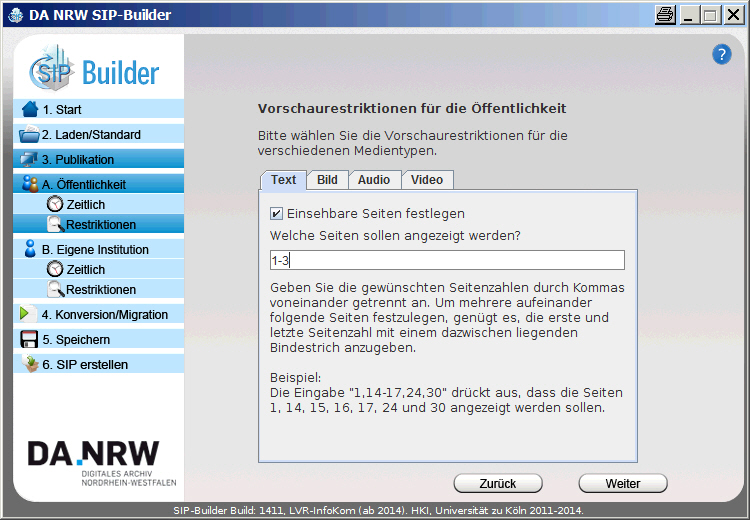 DA NRW SIP-Builder
?
SIP Builder
1. Start
2. Laden/Standard
3. Publikation
A. Öffentlichkeit
Zeitlich
Restriktionen
B. Eigene Institution
Zeitlich
Restriktionen
4. Konversion/Migration
5. Speichern
6. SIP erstellen
DA.NRW
DIGITALES ARCHIV
NORDRHEIN-WESTFALEN
Vorschaurestriktionen für die Öffentlichkeit
Bitte wählen Sie die Vorschaurestriktionen für die
verschiedenen Medientypen.
Text Bild Audio Video
Einsehbare Seiten festlegen
Welche Seiten sollen angezeigt werden?
1-3
Geben Sie die gewünschten Seitenzahlen durch Kommas
voneinander getrennt an. Um mehrere aufeinander
folgende Seiten festzulegen, genügt es, die erste und
letzte Seitenzahl mit einem dazwischen liegenden
Bindestrich anzugeben.
Beispiel:
Die Eingabe "1,14-17,24,30" drückt aus, dass die Seiten
1, 14, 15, 16, 17, 24 und 30 angezeigt werden sollen.
Zurück Weiter
SIP-Builder Build: 1411, LVR-InfoKom (ab 2014). HKI, Universität zu Köln 2011-2014.